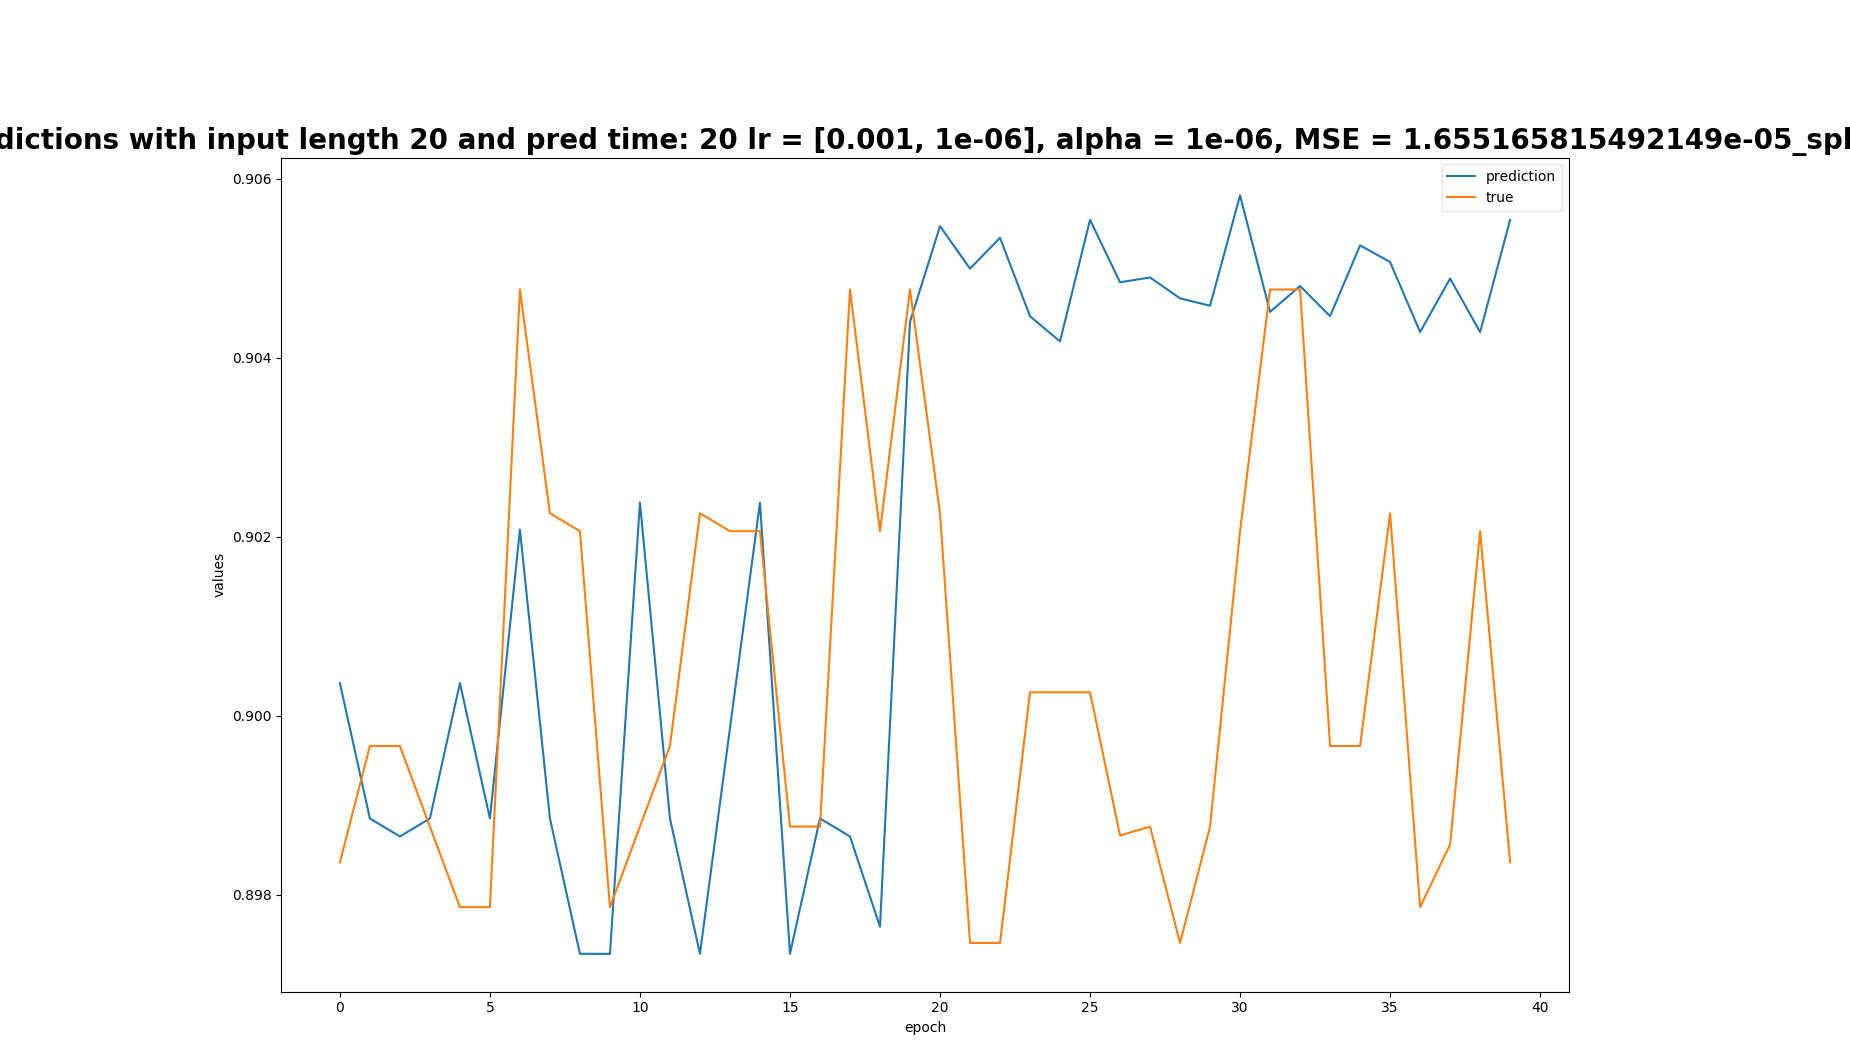 dictions with input length 20 and pred time: 20 lr = [0.001, 1e-06], alpha = 1e-06, MSE = 1.655165815492149e-05_spl
prediction
true
0.906
0.904
0.902
0.900
0.898
values
0 5 10 15 20 25 30 35 40
epoch